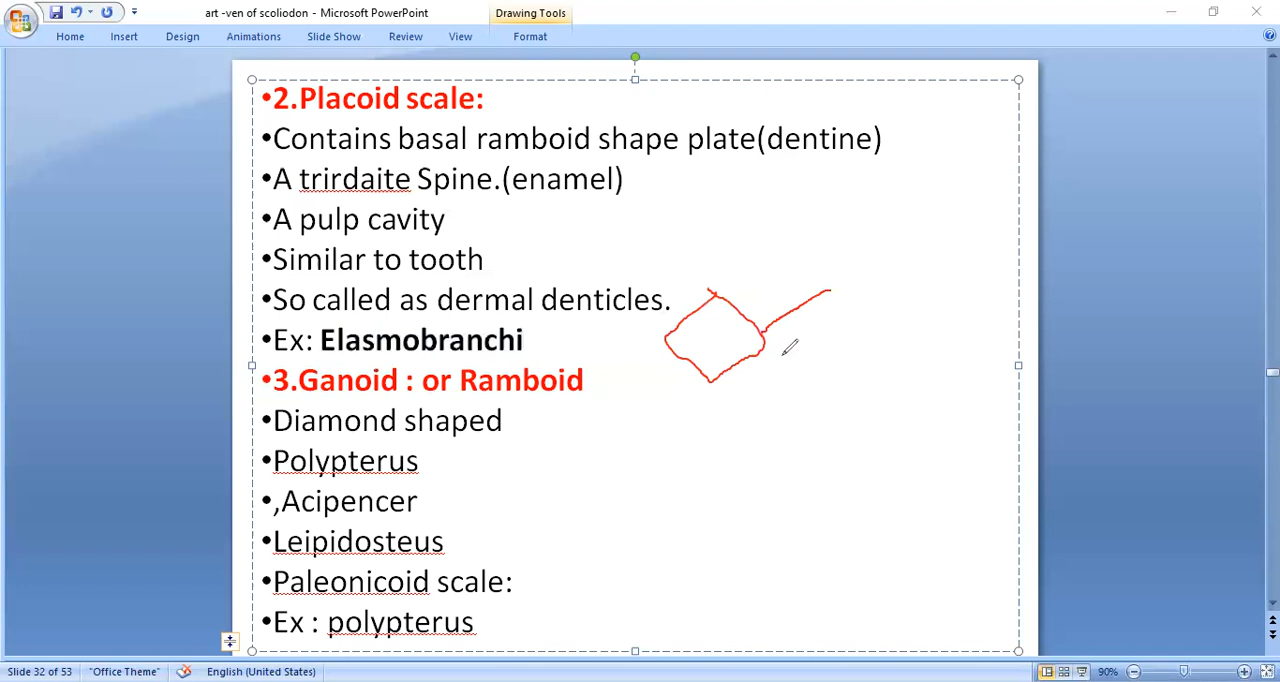 art -ven of scoliodon - Microsoft PowerPoint
Drawing Tools
Home Insert Design Animations Slide Show Review View Format
•2.Placoid scale:
•Contains basal ramboid shape plate(dentine)
•A trirdaite Spine.(enamel)
•A pulp cavity
•Similar to tooth
•So called as dermal denticles.
•Ex: Elasmobranchi
•3.Ganoid : or Ramboid
•Diamond shaped
•Polypterus
•,Acipencer
•Leipidosteus
•Paleonicoid scale:
•Ex : polypterus
Slide 32 of 53 "Office Theme" English (United States) 90%